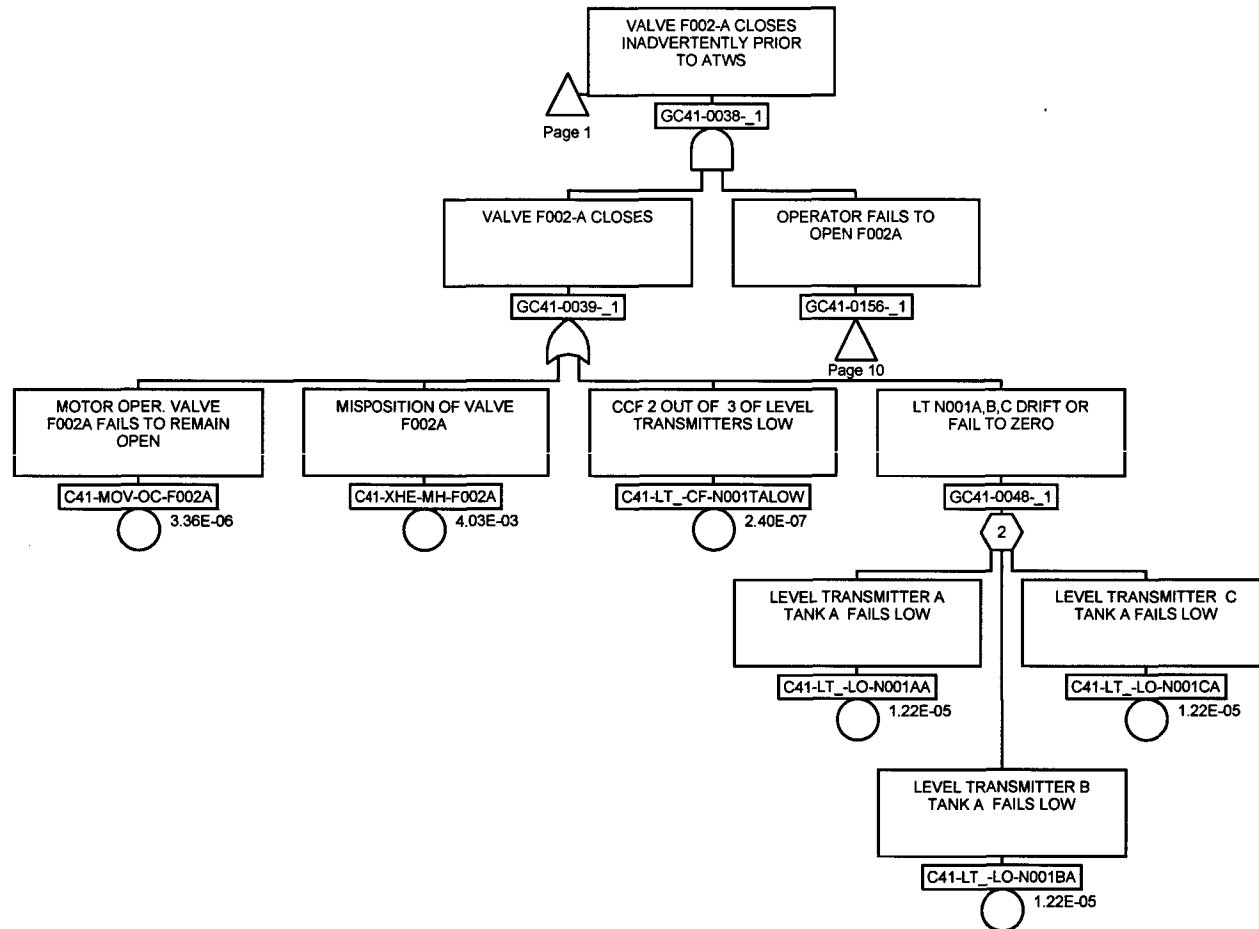 VALVE F002-A CLOSES
INADVERTENTLY PRIOR
TO ATWS
Page 1
GC41-0038-_1
VALVE F002-A CLOSES
OPERATOR FAILS TO
OPEN F002A
GC41-0039-_1
GC41-0156-_1
Page 10
MOTOR OPER. VALVE
F002A FAILS TO REMAIN
OPEN
MISPOSITION OF VALVE
F002A
CCF 2 OUT OF 3 OF LEVEL
TRANSMITTERS LOW
LT N001A,B,C DRIFT OR
FAIL TO ZERO
C41-MOV-OC-F002A
3.36E-06
C41-XHE-MH-F002A
4.03E-03
C41-LT_-CF-N001TALOW
2.40E-07
GC41-0048-_1
2
LEVEL TRANSMITTER A
TANK A FAILS LOW
LEVEL TRANSMITTER C
TANK A FAILS LOW
C41-LT_-LO-N001AA
1.22E-05
C41-LT_-LO-N001CA
1.22E-05
LEVEL TRANSMITTER B
TANK A FAILS LOW
C41-LT_-LO-N001BA
1.22E-05